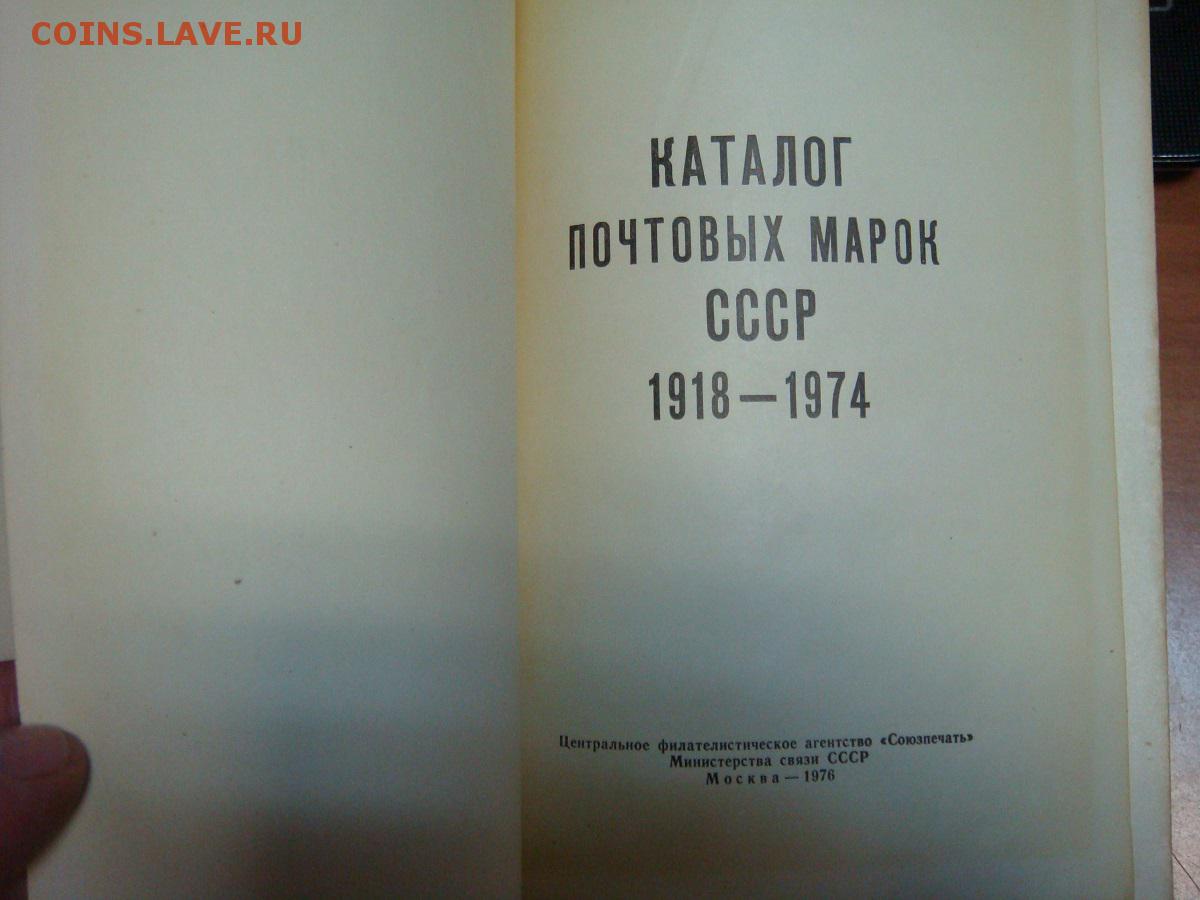 COINS.LAVE.RU
КАТАЛОГ
ПОЧТОВЫХ МАРОК
СССР
1918—1974
Центральное филателистическое агентство «Союзпечать»
Министерства связи СССР
Москва—1976